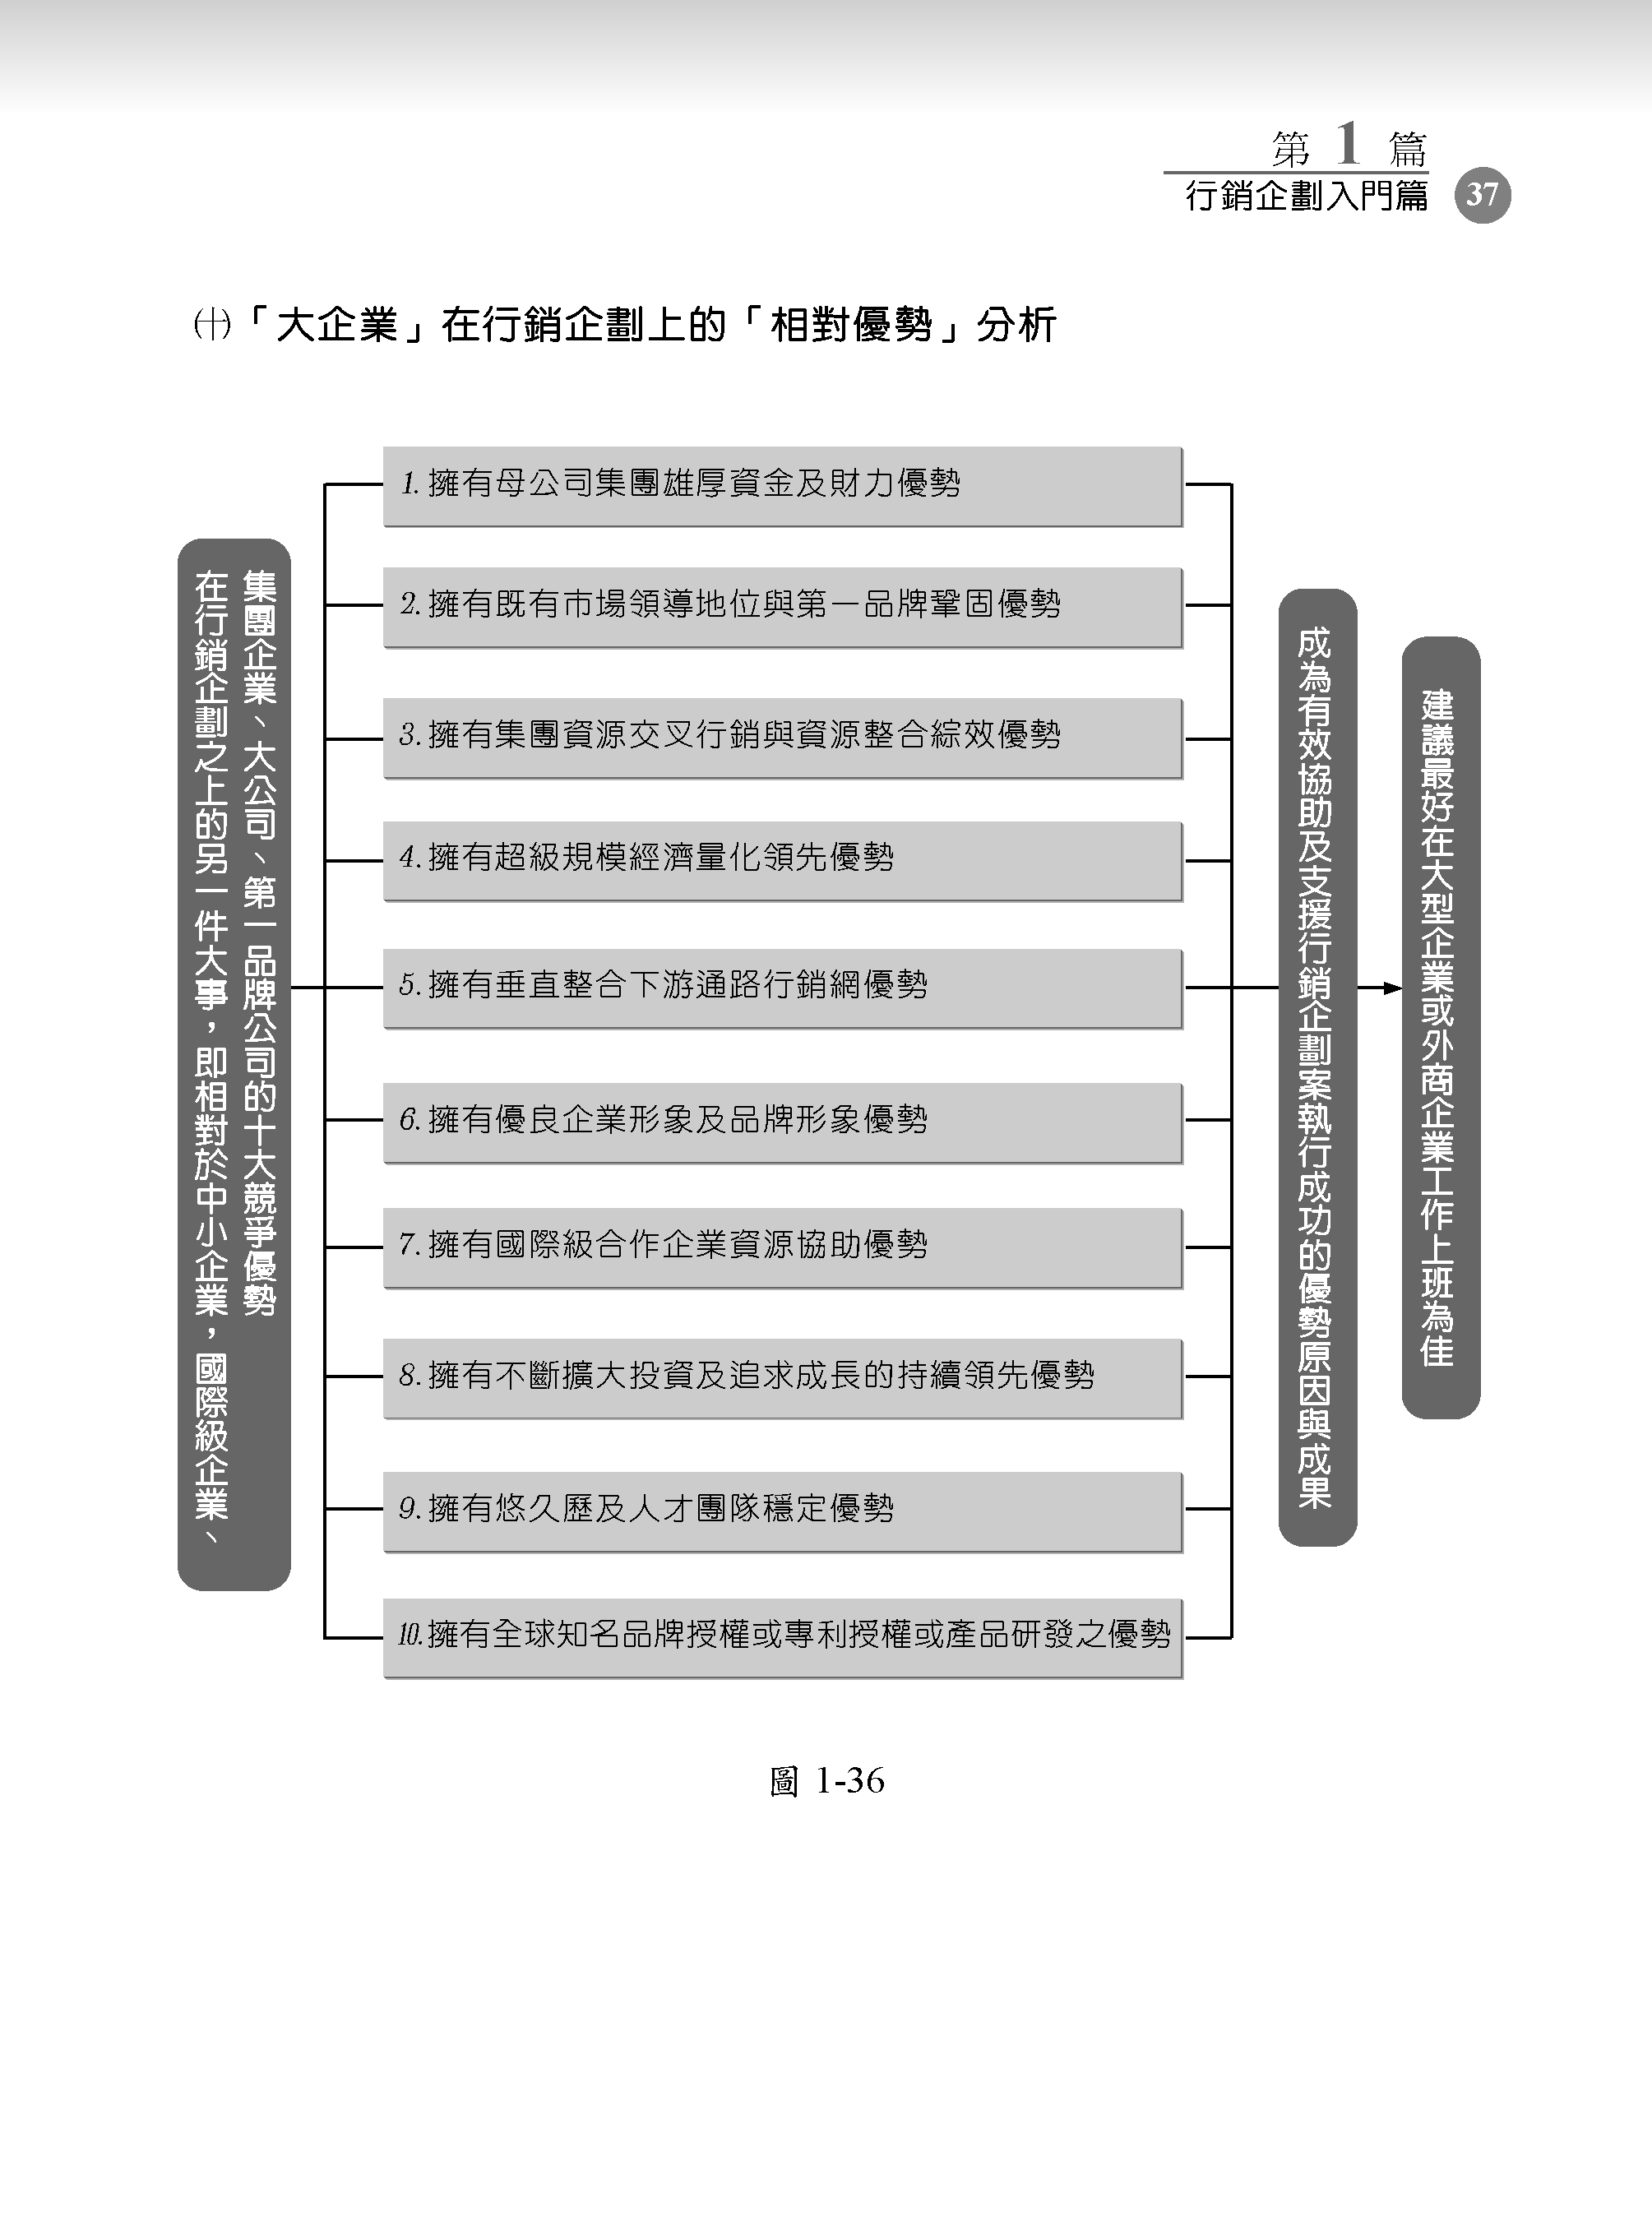 第 1 篇
行銷企劃入門篇 37
㈩「大企業」在行銷企劃上的「相對優勢」分析
在行銷企劃之上的另一件大事，即相對於中小企業，國際級企業、
集團企業、大公司、第一品牌公司的十大競爭優勢
1. 擁有母公司集團雄厚資金及財力優勢
2. 擁有既有市場領導地位與第一品牌鞏固優勢
3. 擁有集團資源交叉行銷與資源整合綜效優勢
4. 擁有超級規模經濟量化領先優勢
5. 擁有垂直整合下游通路行銷網優勢
6. 擁有優良企業形象及品牌形象優勢
7. 擁有國際級合作企業資源協助優勢
8. 擁有不斷擴大投資及追求成長的持續領先優勢
9. 擁有悠久歷及人才團隊穩定優勢
10. 擁有全球知名品牌授權或專利授權或產品研發之優勢
成為有效協助及支援行銷企劃案執行成功的優勢原因與成果
建議最好在大型企業或外商企業工作上班為佳
圖 1-36